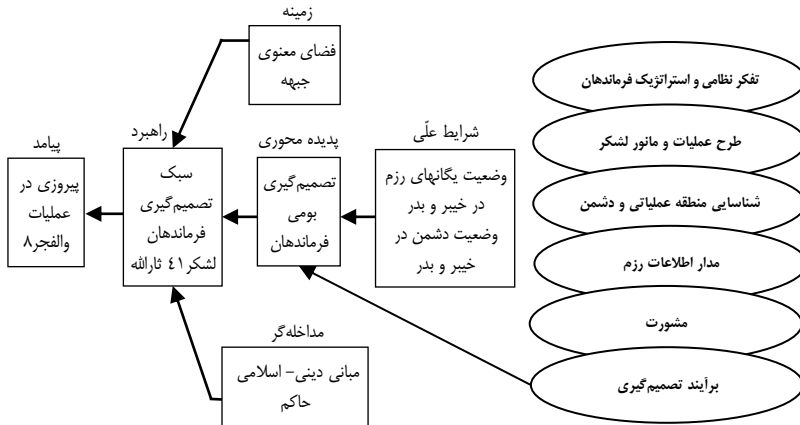 زمینه
فضای معنوی
جبهه
تفکر نظامی و استراتژیک فرماندهان
طرح عملیات و مانور لشکر
شناسایی منطقه عملیاتی و دشمن
مدار اطلاعات رزم
مشورت
برآیند تصمیم‌گیری
شرایط علّی
وضعیت یگانهای رزم
در خیبر و بدر
وضعیت دشمن در
خیبر و بدر
پدیده محوری
تصمیم‌گیری
بومی
فرماندهان
راهبرد
سبک
تصمیم‌گیری
فرماندهان
لشکر ٤١ ثارالله
پیامد
پیروزی در
عملیات
والفجر۸
مداخله‌گر
مبانی دینی– اسلامی
حاکم